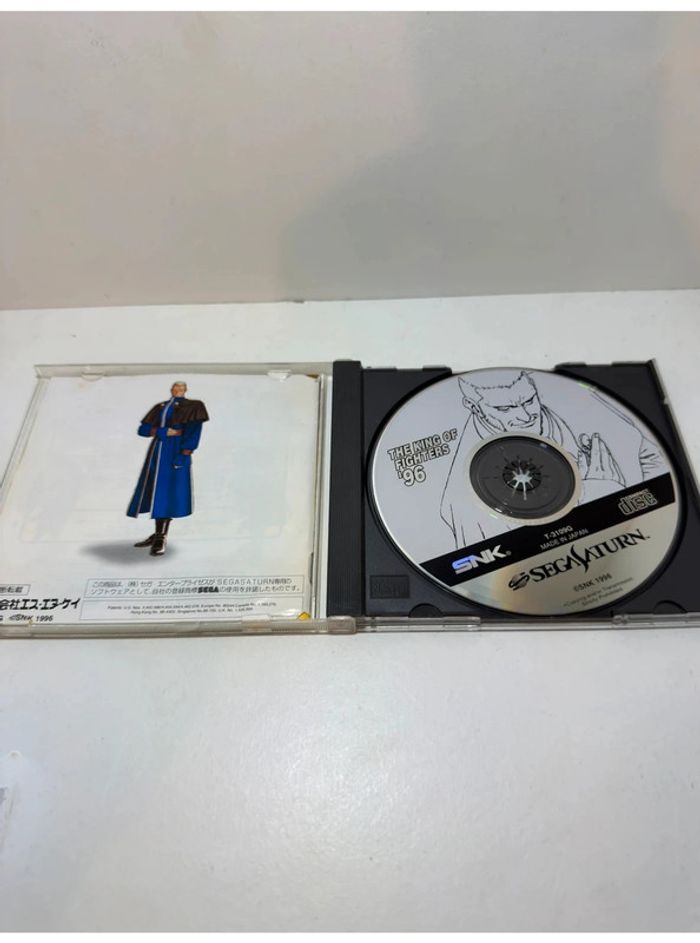 この商品は、(株)セガ エンタープライゼスがSEGASATURN専用の
ソフトウェアとして、自社の登録商標SEGAの使用を許諾したものです。
会社エス・エヌ・ケイ
©SNK 1996
THE KING OF
FIGHTERS
'96
disc
T-3109G
MADE IN JAPAN
SNK®
SEGASATURN™
©SNK 1996